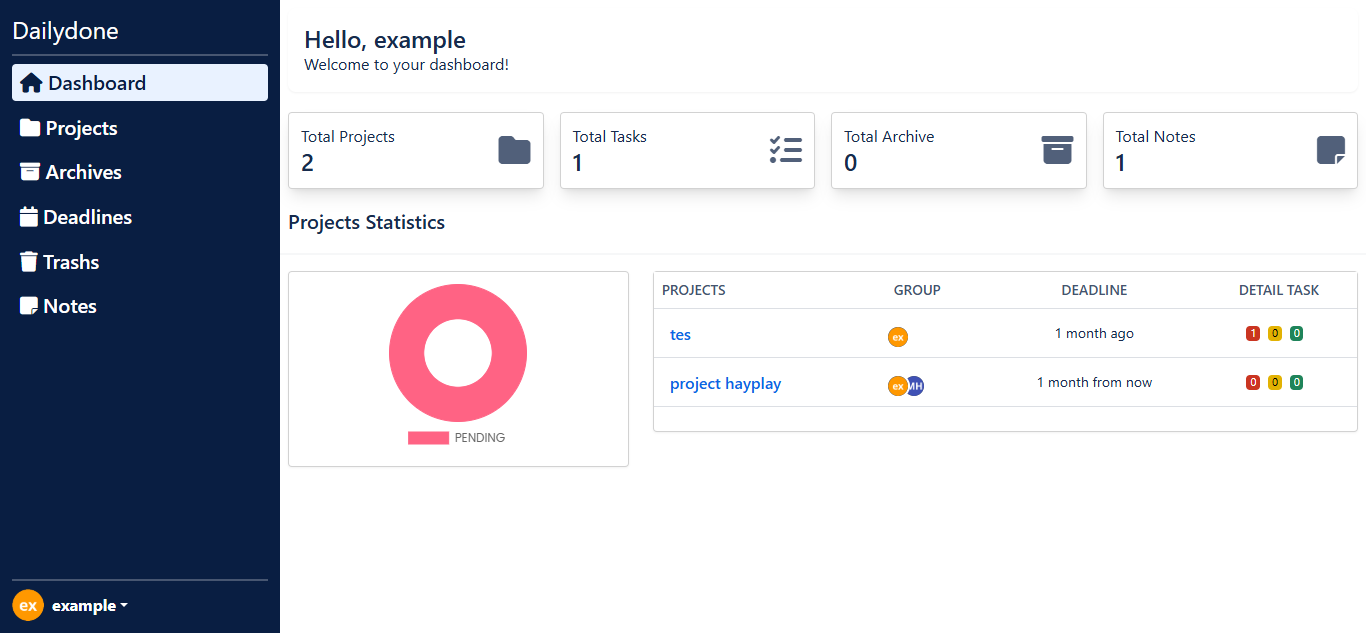 Dailydone
Dashboard
Projects
Archives
Deadlines
Trashs
Notes
ex example
Hello, example
Welcome to your dashboard!
Total Projects
2
Total Tasks
1
Total Archive
0
Total Notes
1
Projects Statistics
PENDING
PROJECTS GROUP DEADLINE DETAIL TASK
tes ex 1 month ago 1 0 0
project hayplay ex MH 1 month from now 0 0 0